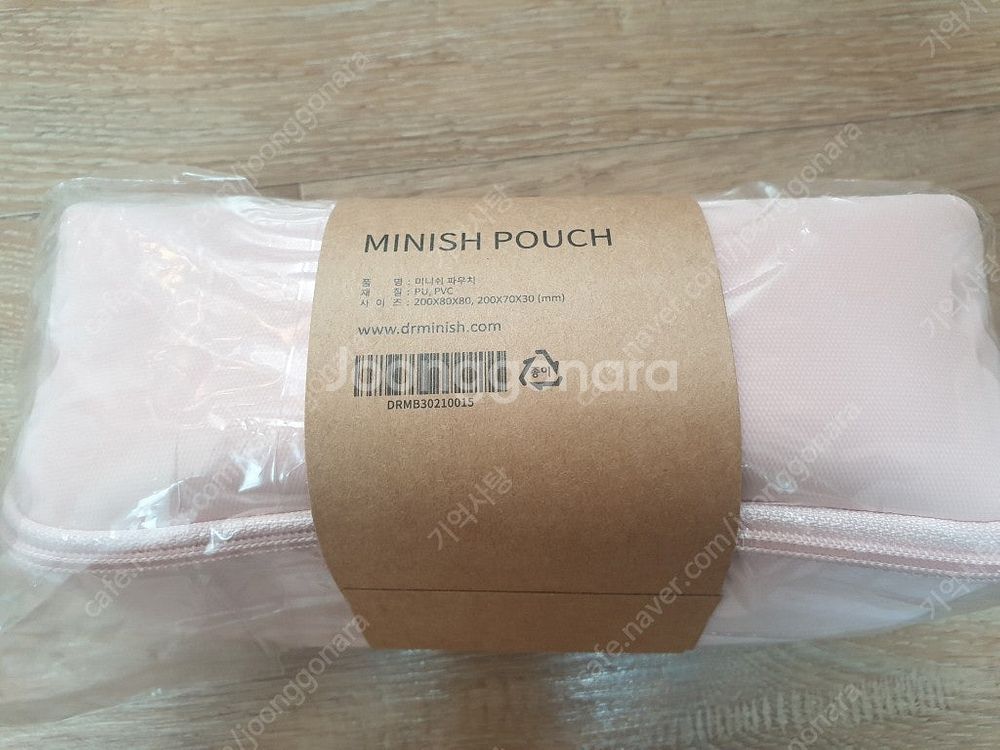 MINISH POUCH
품 명 : 미니쉬 파우치
재 질 : PU, PVC
사 이 즈 : 200X80X80, 200X70X30 (mm)
www.drminish.com
종이
DRMB30210015
Joonggonara
기억사탕
cafe.naver.com/joonggonara